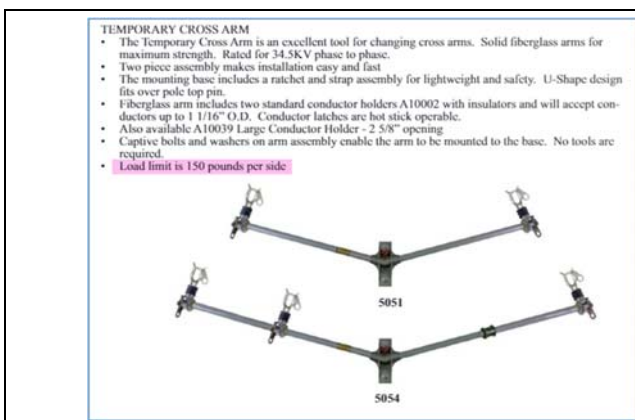 TEMPORARY CROSS ARM
• The Temporary Cross Arm is an excellent tool for changing cross arms. Solid fiberglass arms for
maximum strength. Rated for 34.5KV phase to phase.
• Two piece assembly makes installation easy and fast
• The mounting base includes a ratchet and strap assembly for lightweight and safety. U-Shape design
fits over pole top pin.
• Fiberglass arm includes two standard conductor holders A10002 with insulators and will accept con-
ductors up to 1 1/16" O.D. Conductor latches are hot stick operable.
• Also available A10039 Large Conductor Holder - 2 5/8" opening
• Captive bolts and washers on arm assembly enable the arm to be mounted to the base. No tools are
required.
• Load limit is 150 pounds per side
5051
5054